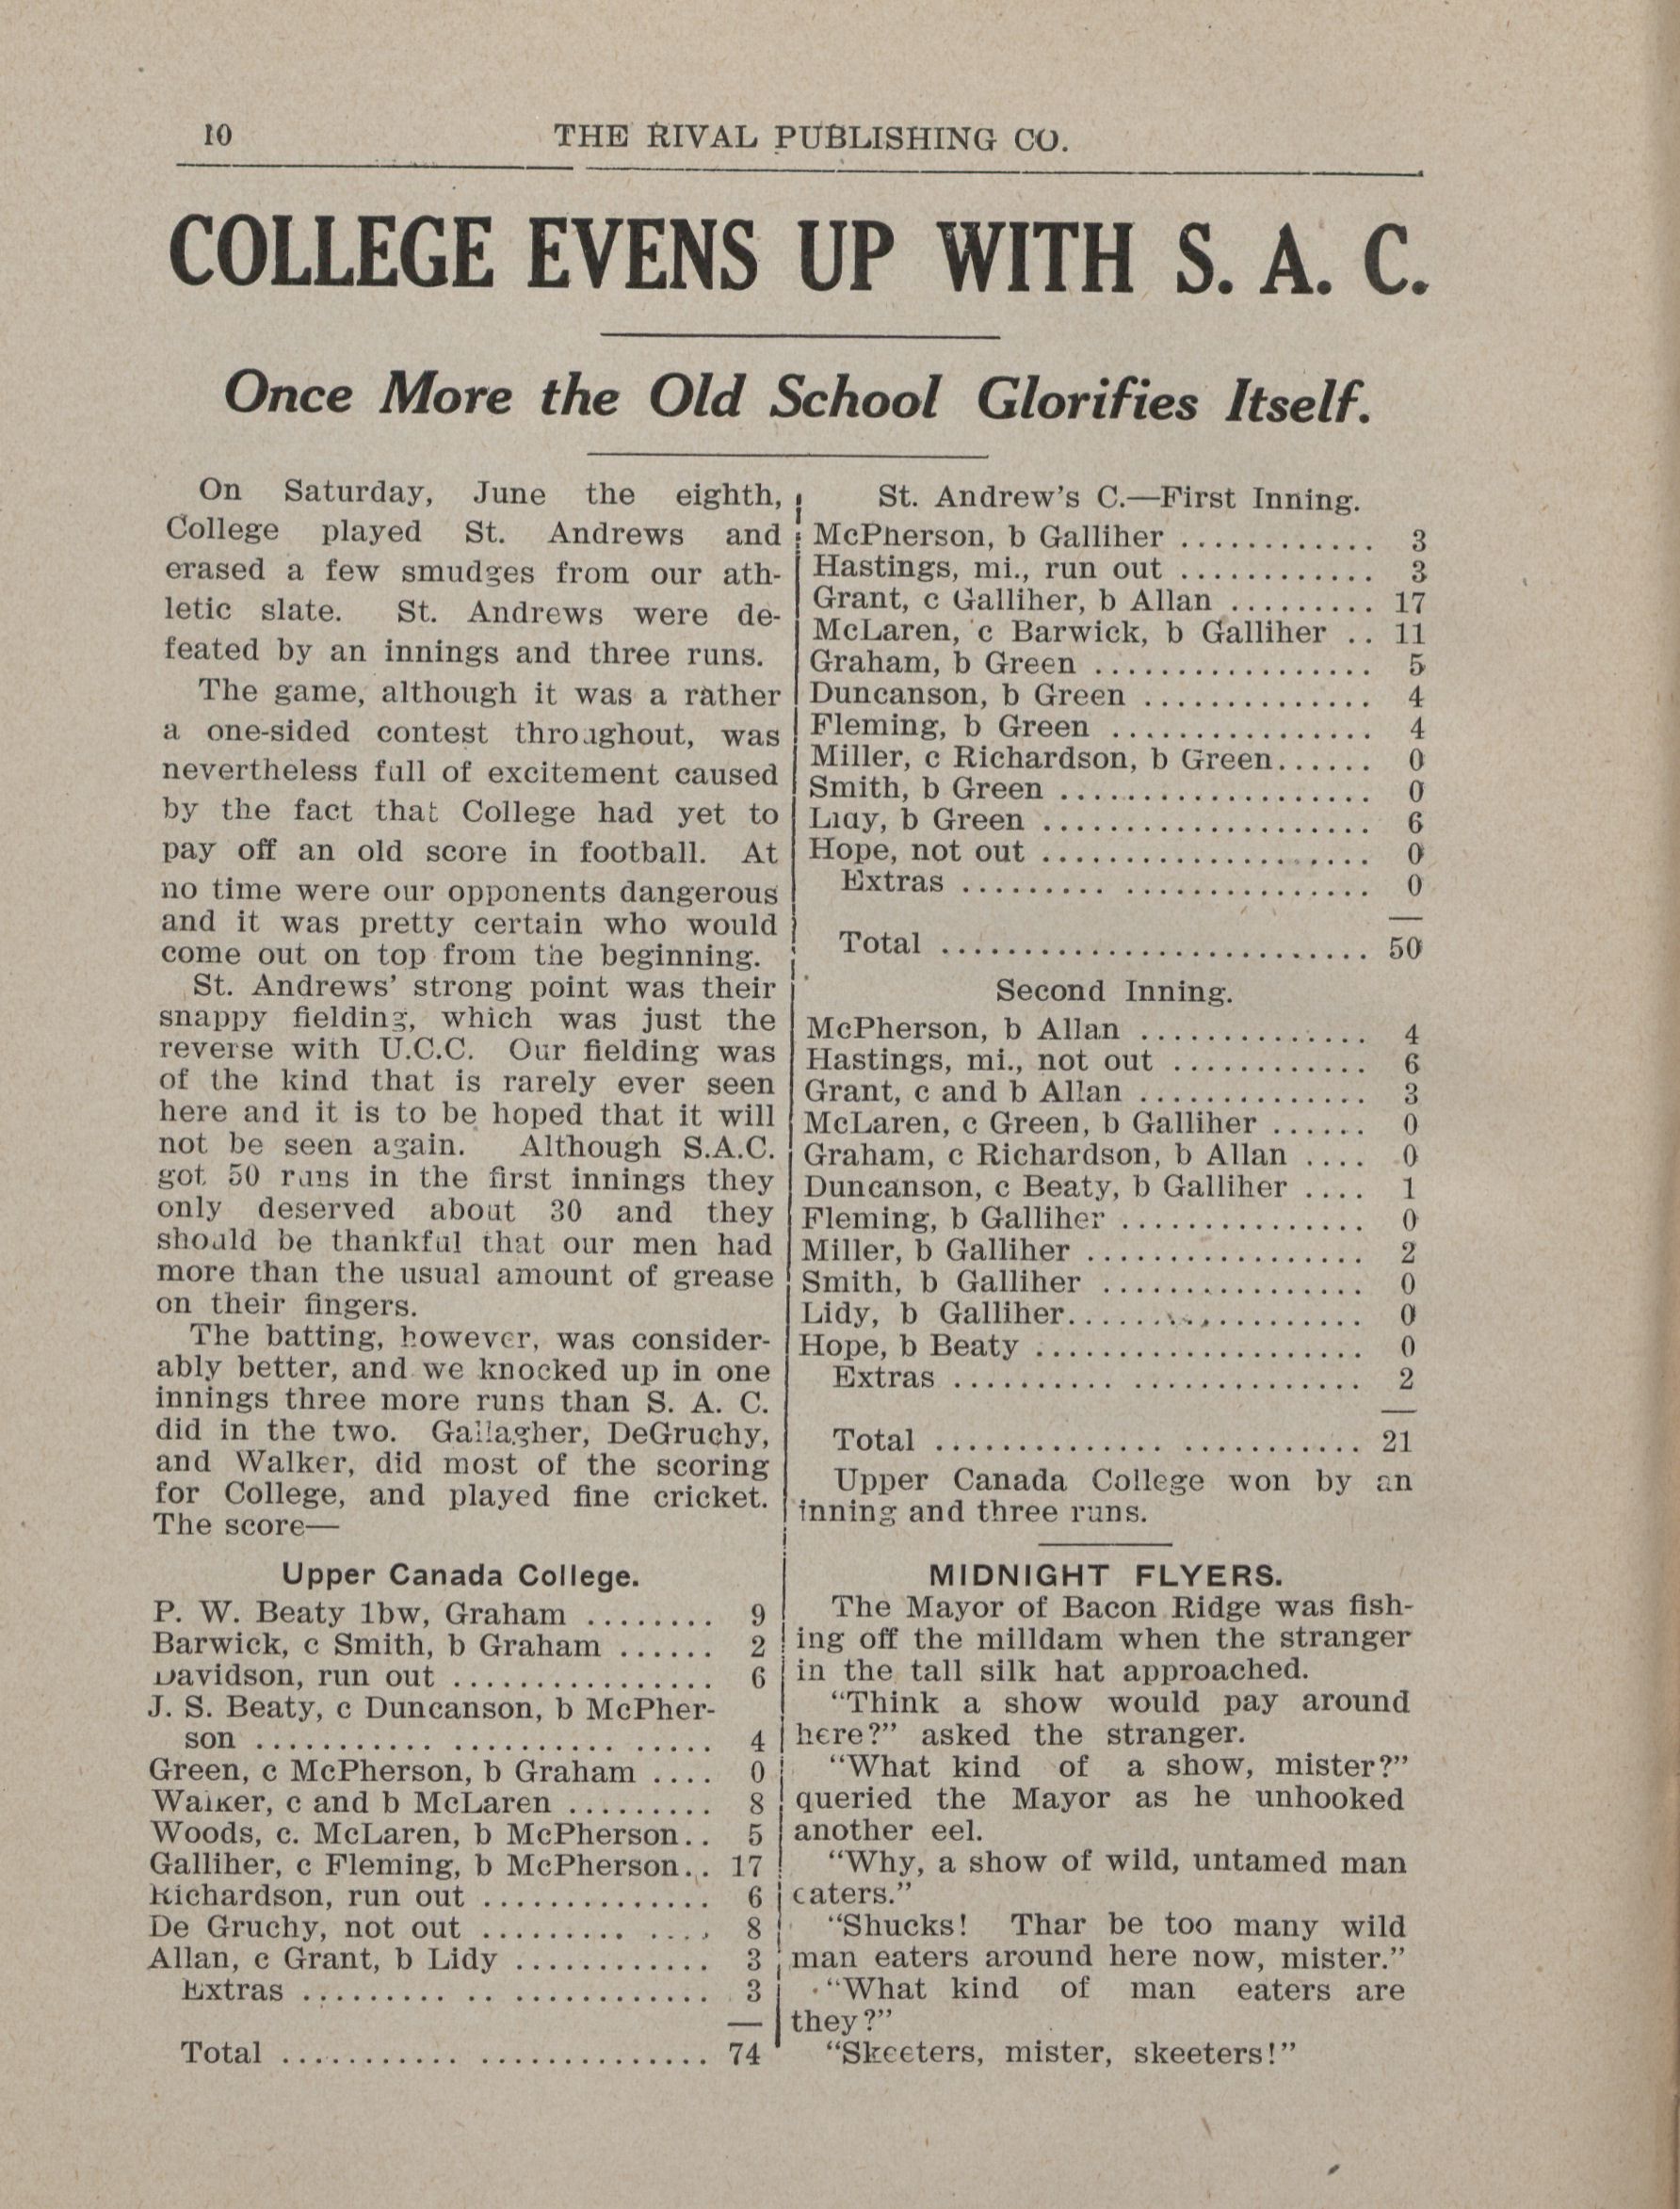 10 THE RIVAL PUBLISHING CO.
COLLEGE EVENS UP WITH S. A. C.
Once More the Old School Glorifies Itself.
On Saturday, June the eighth,
College played St. Andrews and
erased a few smudges from our ath-
letic slate. St. Andrews were de-
feated by an innings and three runs.
The game, although it was a rather
a one-sided contest throughout, was
nevertheless full of excitement caused
by the fact that College had yet to
pay off an old score in football. At
no time were our opponents dangerous
and it was pretty certain who would
come out on top from the beginning.
St. Andrews' strong point was their
snappy fielding, which was just the
reverse with U.C.C. Our fielding was
of the kind that is rarely ever seen
here and it is to be hoped that it will
not be seen again. Although S.A.C.
got 50 runs in the first innings they
only deserved about 30 and they
should be thankful that our men had
more than the usual amount of grease
on their fingers.
The batting, however, was consider-
ably better, and we knocked up in one
innings three more runs than S. A. C.
did in the two. Gallagher, DeGruchy,
and Walker, did most of the scoring
for College, and played fine cricket.
The score—
Upper Canada College.
P. W. Beaty lbw, Graham ........ 9
Barwick, c Smith, b Graham ...... 2
Davidson, run out ................ 6
J. S. Beaty, c Duncanson, b McPher-
son ........... .......... ..... 4
Green, c McPherson, b Graham .... 0
Walker, c and b McLaren ......... 8
Woods, c. McLaren, b McPherson.. 5
Galliher, c Fleming, b McPherson.. 17
Richardson, run out .............. 6
De Gruchy, not out ......... .... 8
Allan, c Grant, b Lidy ............ 3
Extras ......... .. ............ 3
Total ........... .............. 74
St. Andrew's C.—First Inning.
McPherson, b Galliher ............ 3
Hastings, mi., run out ............ 3
Grant, c Galliher, b Allan ......... 17
McLaren, c Barwick, b Galliher .. 11
Graham, b Green ................. 5
Duncanson, b Green .............. 4
Fleming, b Green ................ 4
Miller, c Richardson, b Green...... 0
Smith, b Green .................... 0
Lidy, b Green ..................... 6
Hope, not out ..................... 0
Extras ......... ............... 0
Total ........................... 50
Second Inning.
McPherson, b Allan .............. 4
Hastings, mi., not out ............ 6
Grant, c and b Allan .............. 3
McLaren, c Green, b Galliher ...... 0
Graham, c Richardson, b Allan .... 0
Duncanson, c Beaty, b Galliher .... 1
Fleming, b Galliher ............... 0
Miller, b Galliher ................. 2
Smith, b Galliher ................ 0
Lidy, b Galliher................... 0
Hope, b Beaty .................... 0
Extras .......... .............. 2
Total .............. ........... 21
Upper Canada College won by an
inning and three runs.
MIDNIGHT FLYERS.
The Mayor of Bacon Ridge was fish-
ing off the milldam when the stranger
in the tall silk hat approached.
"Think a show would pay around
here?" asked the stranger.
"What kind of a show, mister?"
queried the Mayor as he unhooked
another eel.
"Why, a show of wild, untamed man
eaters."
"Shucks! Thar be too many wild
man eaters around here now, mister."
"What kind of man eaters are
they?"
"Skeeters, mister, skeeters!"